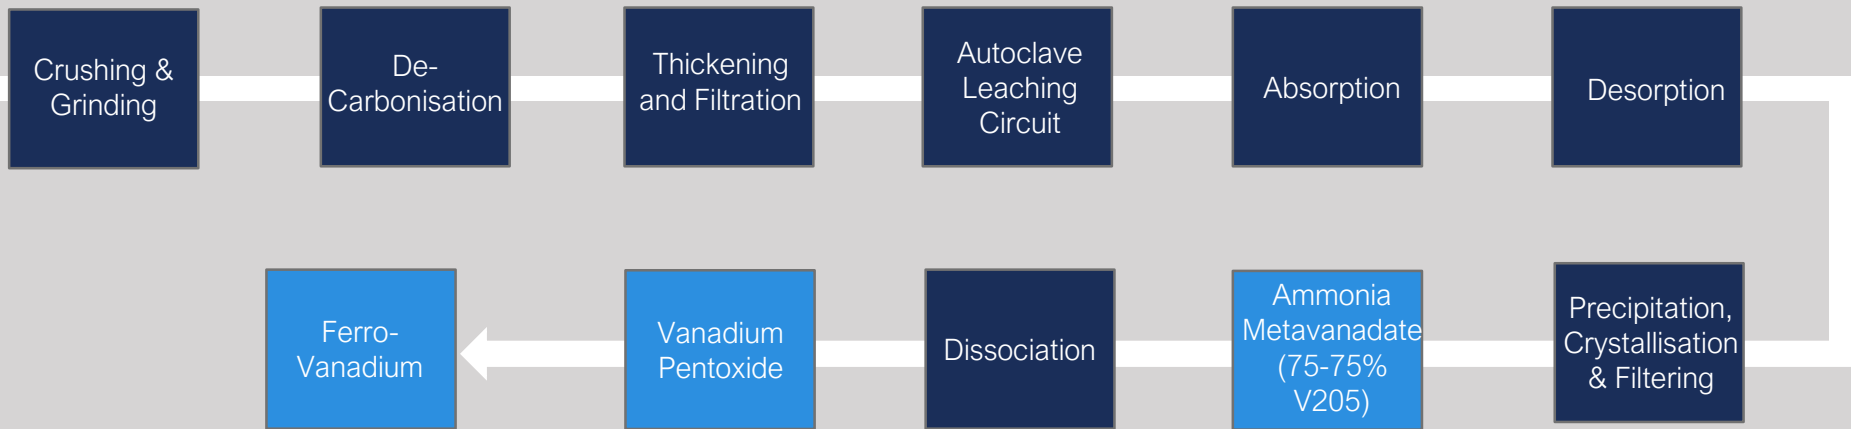 Crushing &
Grinding
De-
Carbonisation
Thickening
and Filtration
Autoclave
Leaching
Circuit
Absorption
Desorption
Ferro-
Vanadium
Vanadium
Pentoxide
Dissociation
Ammonia
Metavanadate
(75-75%
V205)
Precipitation,
Crystallisation
& Filtering